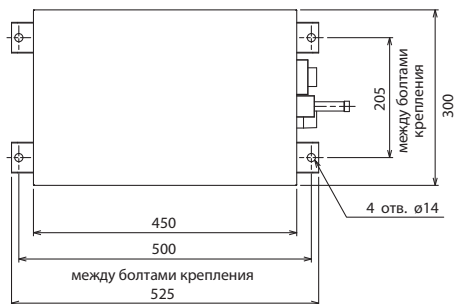 205
между болтами
крепления
300
4 отв. ø14
450
500
между болтами крепления
525